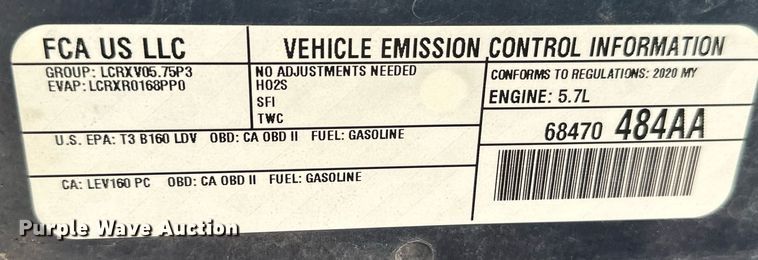 FCA US LLC
VEHICLE EMISSION CONTROL INFORMATION
GROUP: LCRXV05.75P3
EVAP: LCRXR0168PP0
NO ADJUSTMENTS NEEDED
HO2S
SFI
TWC
CONFORMS TO REGULATIONS: 2020 MY
ENGINE: 5.7L
U.S. EPA: T3 B160 LDV OBD: CA OBD II FUEL: GASOLINE
68470 484AA
CA: LEV160 PC OBD: CA OBD II FUEL: GASOLINE
Purple Wave Auction